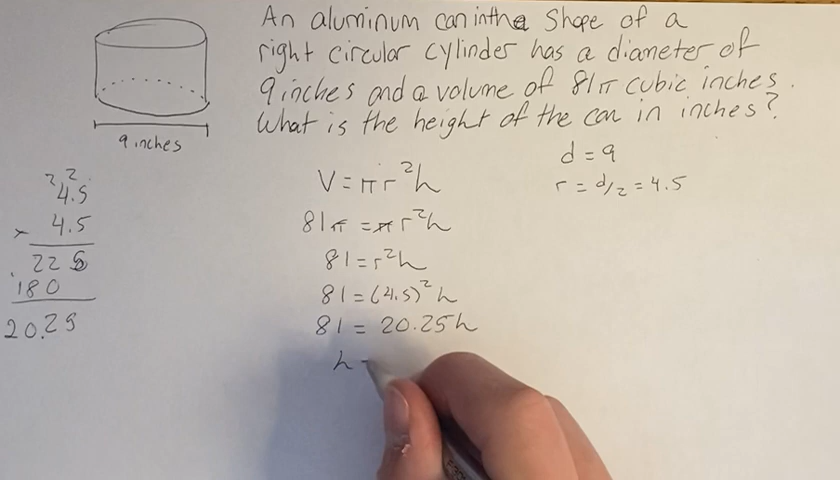 An aluminum can in the shape of a
right circular cylinder has a diameter of
9 inches and a volume of 81π cubic inches.
What is the height of the can in inches?
9 inches
d = 9
r = d/2 = 4.5
V = πr²h
81π = πr²h
81 = r²h
81 = (4.5)²h
81 = 20.25h
h =
2 2
4.5
× 4.5
225
180
20.25